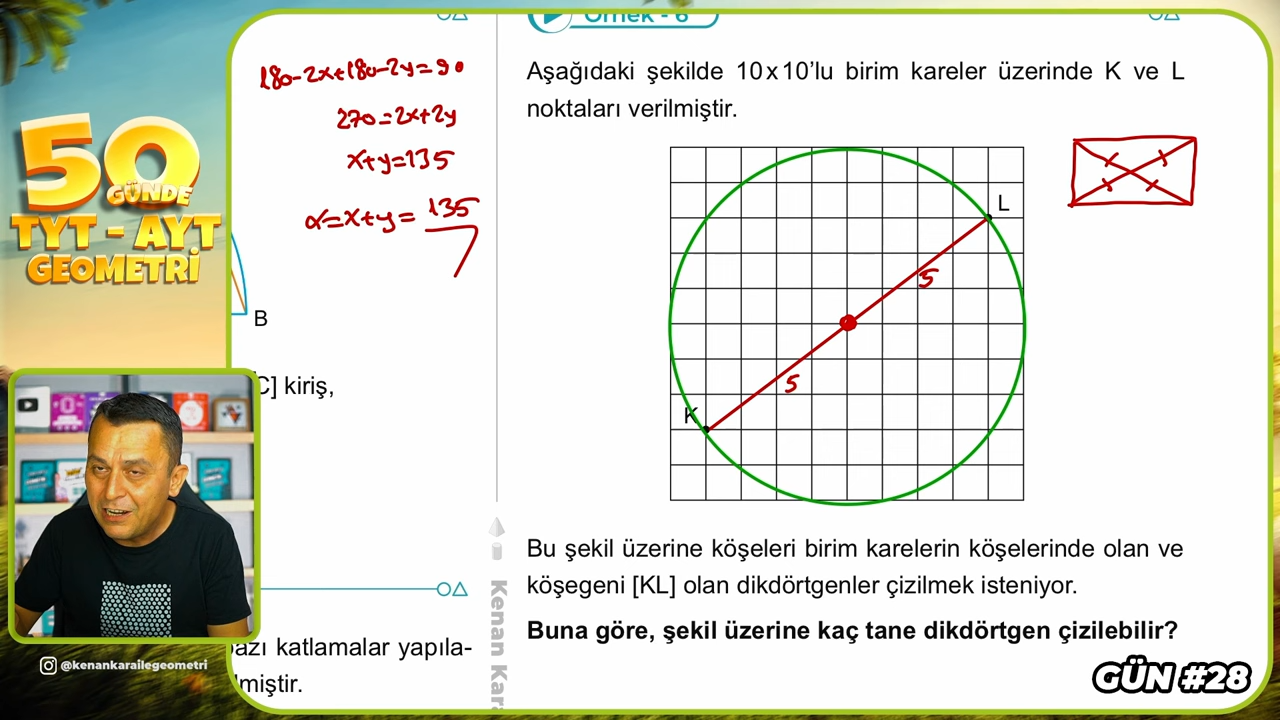 Örnek - 6
180-2x+180-2y=90
270=2x+2y
x+y=135
α=x+y=135
B
C] kiriş,
Aşağıdaki şekilde 10x10'lu birim kareler üzerinde K ve L
noktaları verilmiştir.
L
5
5
K
Bu şekil üzerine köşeleri birim karelerin köşelerinde olan ve
köşegeni [KL] olan dikdörtgenler çizilmek isteniyor.
Buna göre, şekil üzerine kaç tane dikdörtgen çizilebilir?
katlamalar yapıla-
lmiştir.
Kenan Kara
50
GÜNDE
TYT - AYT
GEOMETRİ
@kenankarailegeometri
GÜN #28